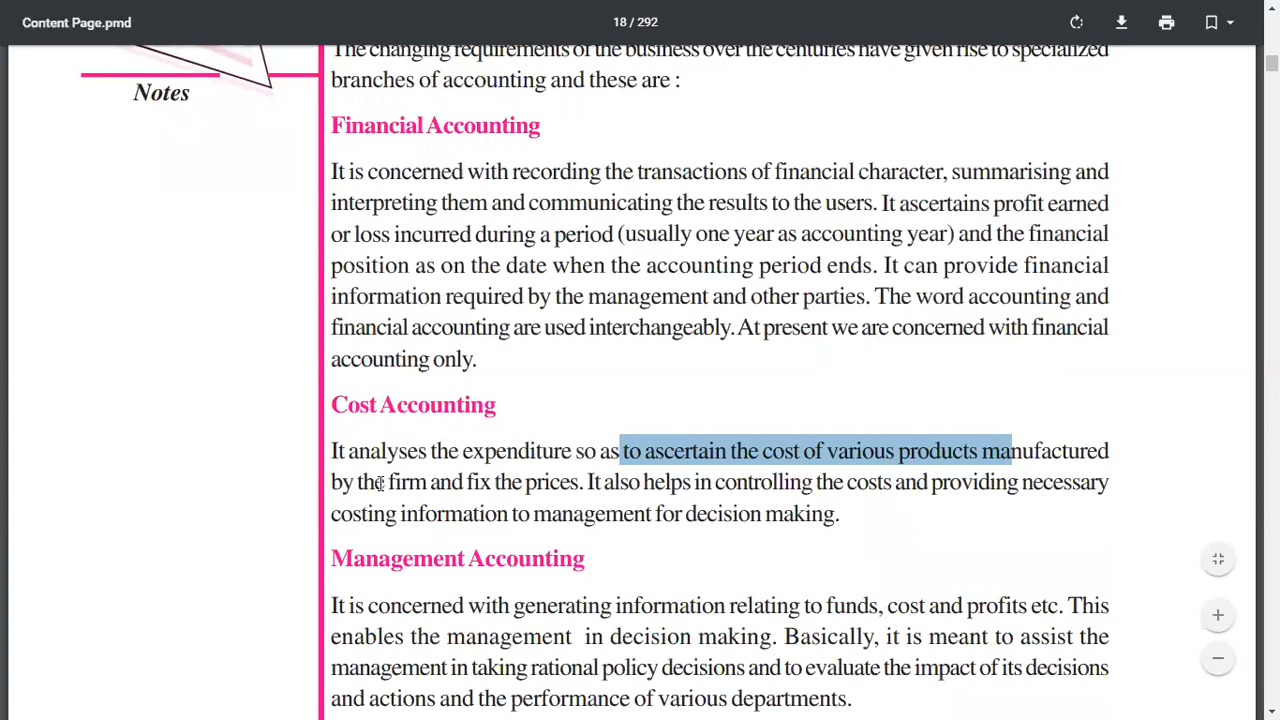 Content Page.pmd
18 / 292
Notes
The changing requirements of the business over the centuries have given rise to specialized
branches of accounting and these are :
Financial Accounting
It is concerned with recording the transactions of financial character, summarising and
interpreting them and communicating the results to the users. It ascertains profit earned
or loss incurred during a period (usually one year as accounting year) and the financial
position as on the date when the accounting period ends. It can provide financial
information required by the management and other parties. The word accounting and
financial accounting are used interchangeably. At present we are concerned with financial
accounting only.
Cost Accounting
It analyses the expenditure so as to ascertain the cost of various products manufactured
by the firm and fix the prices. It also helps in controlling the costs and providing necessary
costing information to management for decision making.
Management Accounting
It is concerned with generating information relating to funds, cost and profits etc. This
enables the management in decision making. Basically, it is meant to assist the
management in taking rational policy decisions and to evaluate the impact of its decisions
and actions and the performance of various departments.